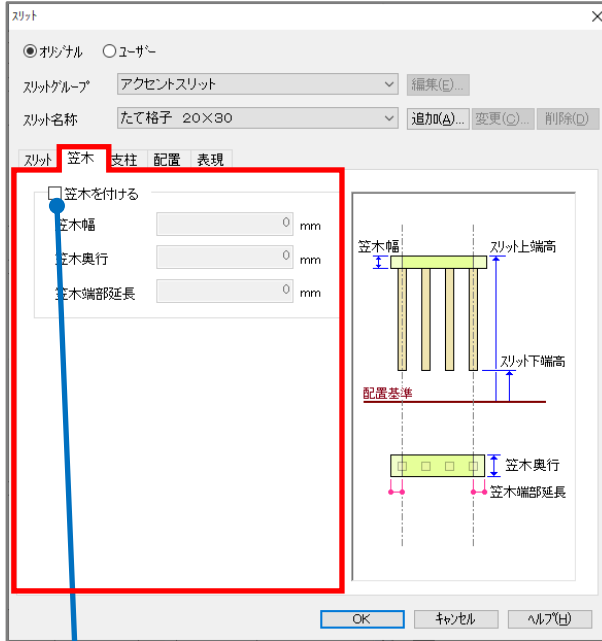 スリット
オリジナル ユーザー
スリットグループ アクセントスリット 編集(E)...
スリット名称 たて格子 20×30 追加(A)... 変更(C)... 削除(D)
スリット 笠木 支柱 配置 表現
笠木を付ける
笠木幅 0 mm
笠木奥行 0 mm
笠木端部延長 0 mm
笠木幅 スリット上端高
スリット下端高
配置基準
笠木奥行
笠木端部延長
OK キャンセル ヘルプ(H)